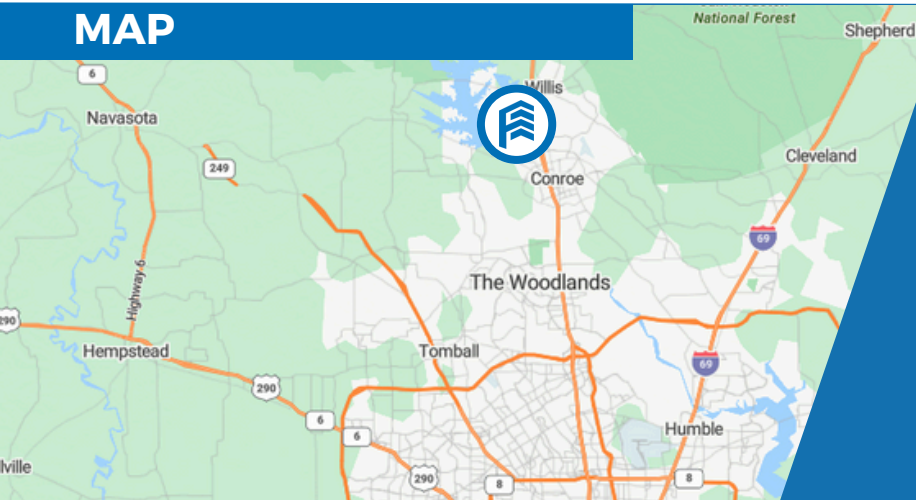 MAP
National Forest
Shepherd
6
Willis
Navasota
249
Cleveland
Conroe
69
Highway 6
The Woodlands
290
Hempstead
Tomball
69
290
6
6
Humble
lville
290
8
8